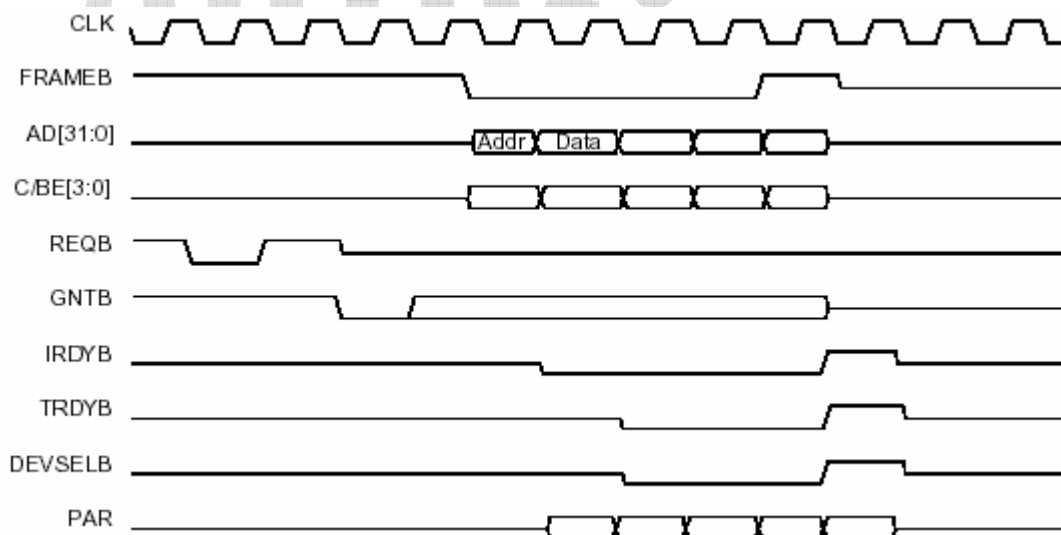 CLK
FRAMEB
AD[31:0]
Addr Data
C/BE[3:0]
REQB
GNTB
IRDYB
TRDYB
DEVSELB
PAR